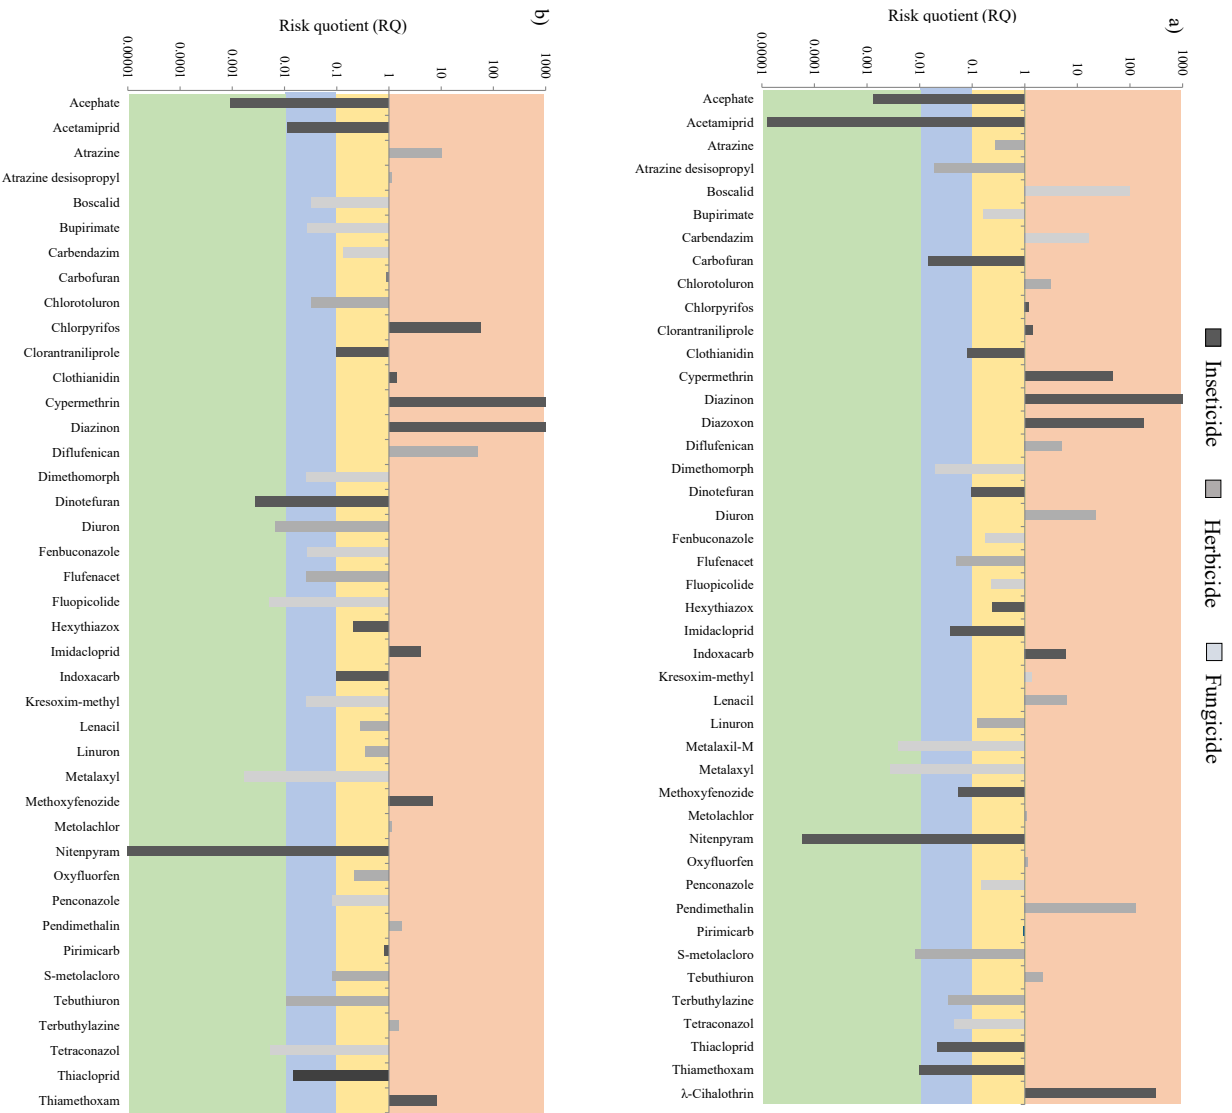 b)
Risk quotient (RQ)
0.00001
0.0001
0.001
0.01
0.1
1
10
100
1000
Acephate
Acetamiprid
Atrazine
Atrazine desisopropyl
Boscalid
Bupirimate
Carbendazim
Carbofuran
Chlorotoluron
Chlorpyrifos
Clorantraniliprole
Clothianidin
Cypermethrin
Diazinon
Diflufenican
Dimethomorph
Dinotefuran
Diuron
Fenbuconazole
Flufenacet
Fluopicolide
Hexythiazox
Imidacloprid
Indoxacarb
Kresoxim-methyl
Lenacil
Linuron
Metalaxyl
Methoxyfenozide
Metolachlor
Nitenpyram
Oxyfluorfen
Penconazole
Pendimethalin
Pirimicarb
S-metolacloro
Tebuthiuron
Terbuthylazine
Tetraconazol
Thiacloprid
Thiamethoxam
a)
Risk quotient (RQ)
0.00001
0.0001
0.001
0.01
0.1
1
10
100
1000
Acephate
Acetamiprid
Atrazine
Atrazine desisopropyl
Boscalid
Bupirimate
Carbendazim
Carbofuran
Chlorotoluron
Chlorpyrifos
Clorantraniliprole
Clothianidin
Cypermethrin
Diazinon
Diazoxon
Diflufenican
Dimethomorph
Dinotefuran
Diuron
Fenbuconazole
Flufenacet
Fluopicolide
Hexythiazox
Imidacloprid
Indoxacarb
Kresoxim-methyl
Lenacil
Linuron
Metalaxil-M
Metalaxyl
Methoxyfenozide
Metolachlor
Nitenpyram
Oxyfluorfen
Penconazole
Pendimethalin
Pirimicarb
S-metolacloro
Tebuthiuron
Terbuthylazine
Tetraconazol
Thiacloprid
Thiamethoxam
λ-Cihalothrin
Inseticide
Herbicide
Fungicide